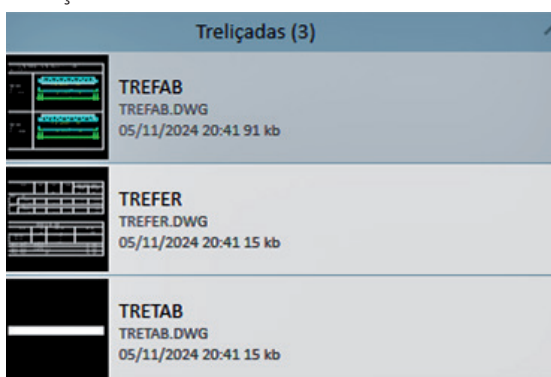 Treliçadas (3)
TREFAB
TREFAB.DWG
05/11/2024 20:41 91 kb
TREFER
TREFER.DWG
05/11/2024 20:41 15 kb
TRETAB
TRETAB.DWG
05/11/2024 20:41 15 kb